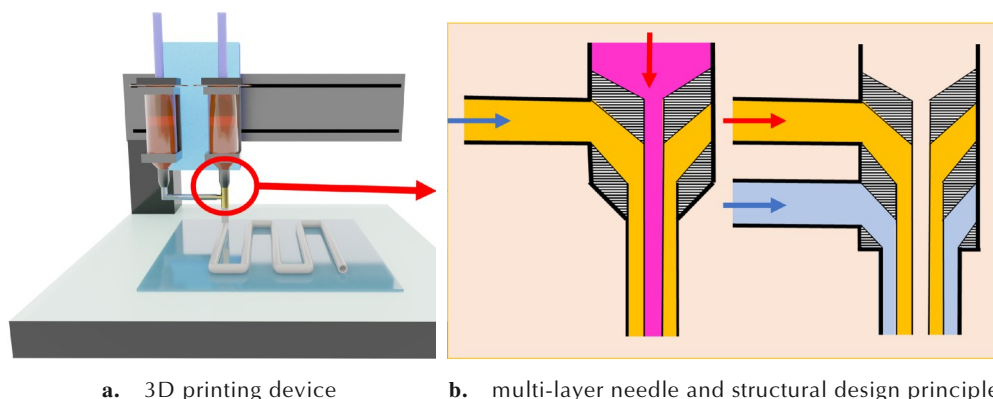 a. 3D printing device
b. multi-layer needle and structural design principle